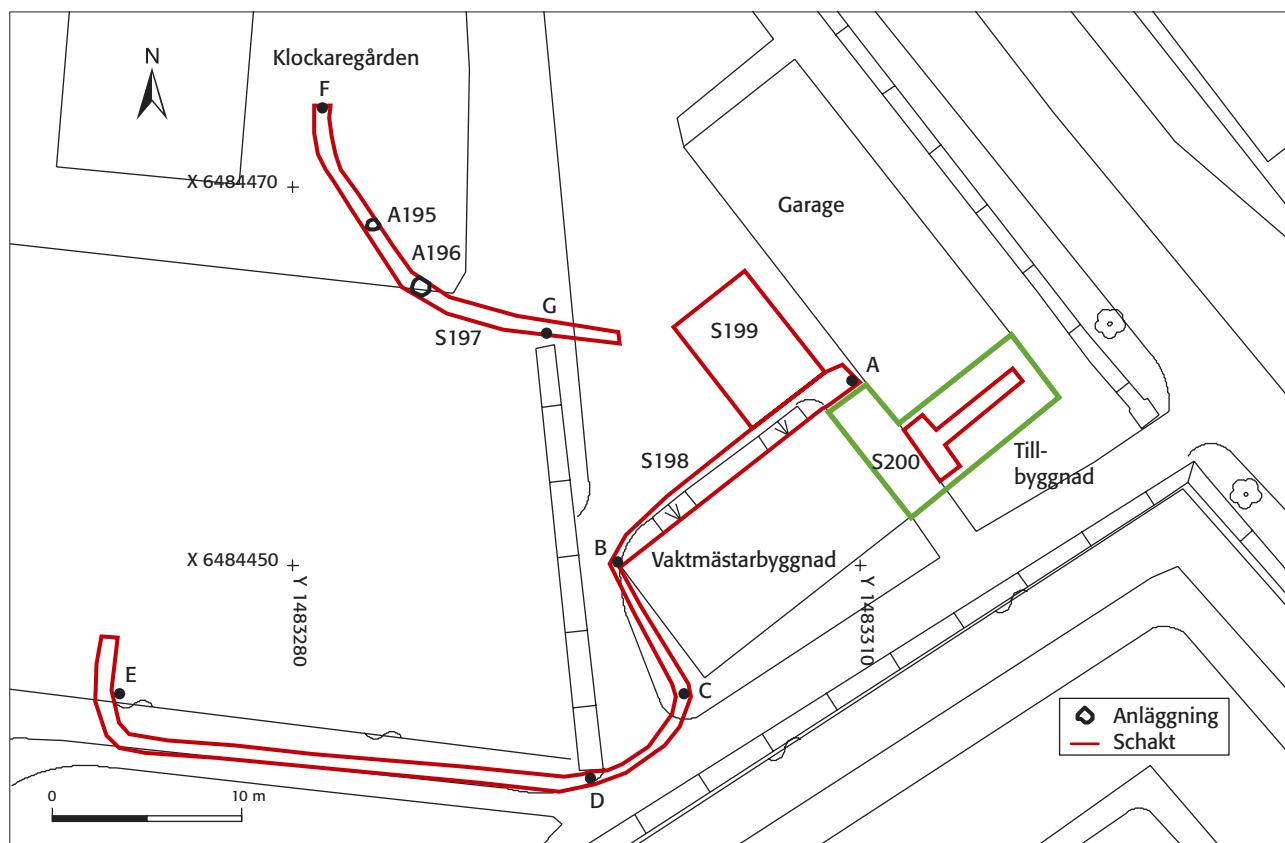 Klockaregården
N
F
X 6484470
A195
A196
Garage
G
S197
S199
A
S198
S200
Till-
byggnad
B
Vaktmästarbyggnad
X 6484450
Y 1483280
Y 1483310
E
C
D
Anläggning
Schakt
0
10 m